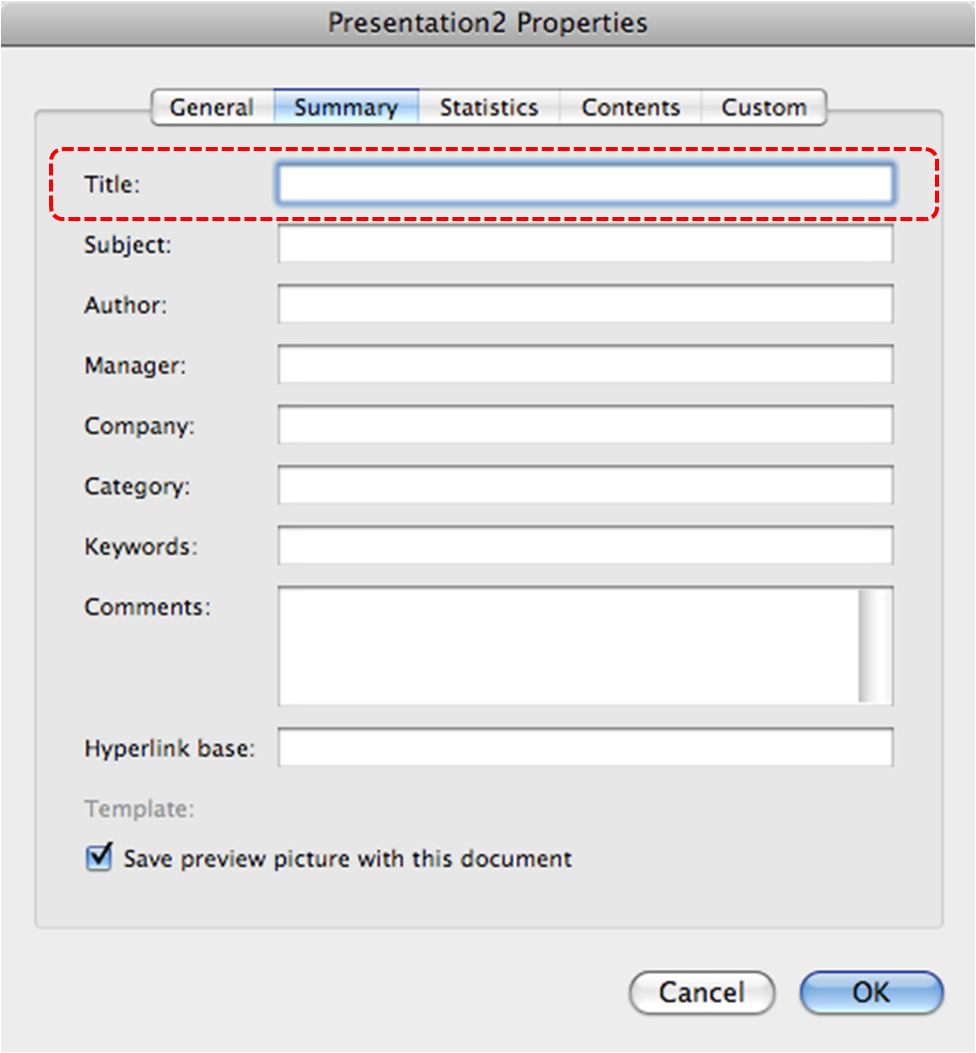 Presentation2 Properties
General Summary Statistics Contents Custom
Title:
Subject:
Author:
Manager:
Company:
Category:
Keywords:
Comments:
Hyperlink base:
Template:
Save preview picture with this document
Cancel OK